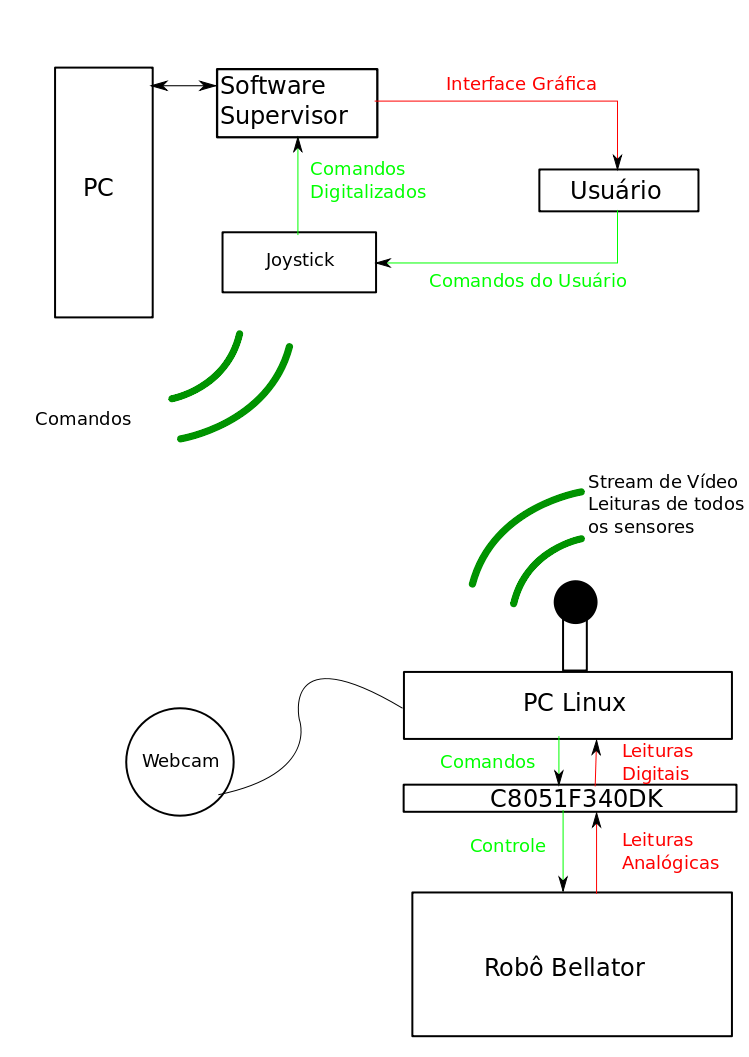 Interface Gráfica
Software
Supervisor
PC
Comandos
Digitalizados
Usuário
Joystick
Comandos do Usuário
Comandos
Stream de Vídeo
Leituras de todos
os sensores
PC Linux
Webcam
Comandos
Leituras
Digitais
C8051F340DK
Controle
Leituras
Analógicas
Robô Bellator